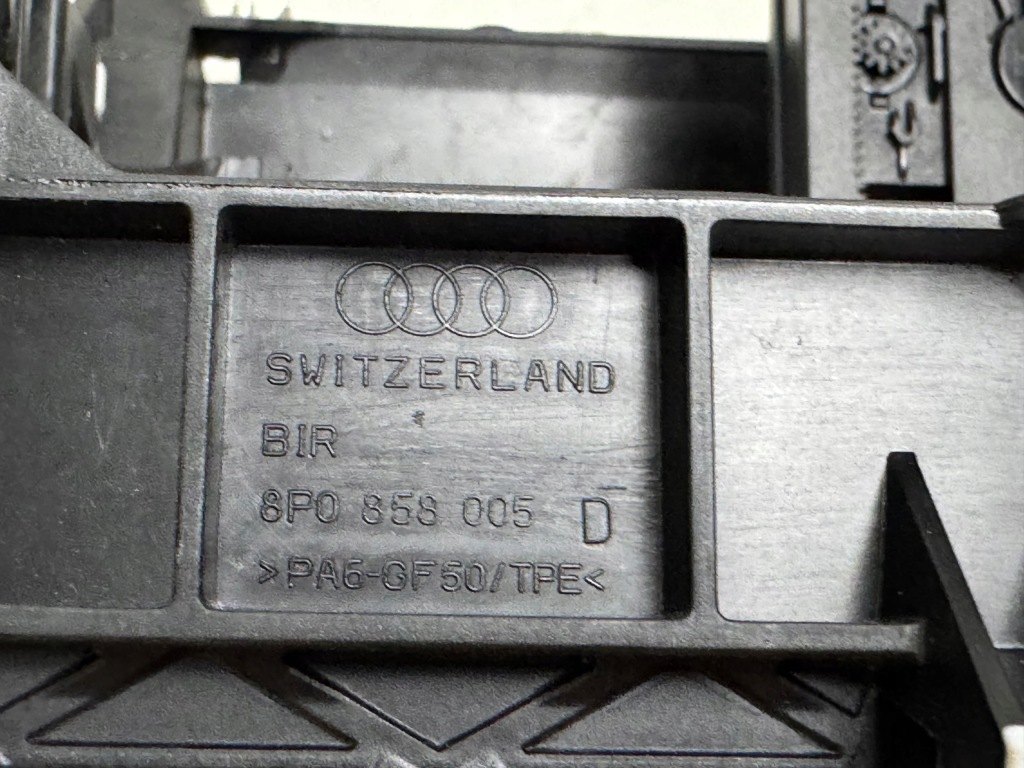 SWITZERLAND
BIR
8P0 858 005 D
>PA6-GF50/TPE<